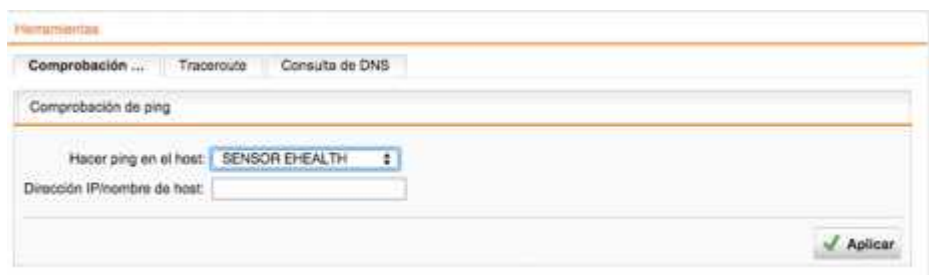 Herramientas
Comprobación ... Traceroute Consulta de DNS
Comprobación de ping
Hacer ping en el host: SENSOR EHEALTH
Dirección IP/nombre de host:
Aplicar